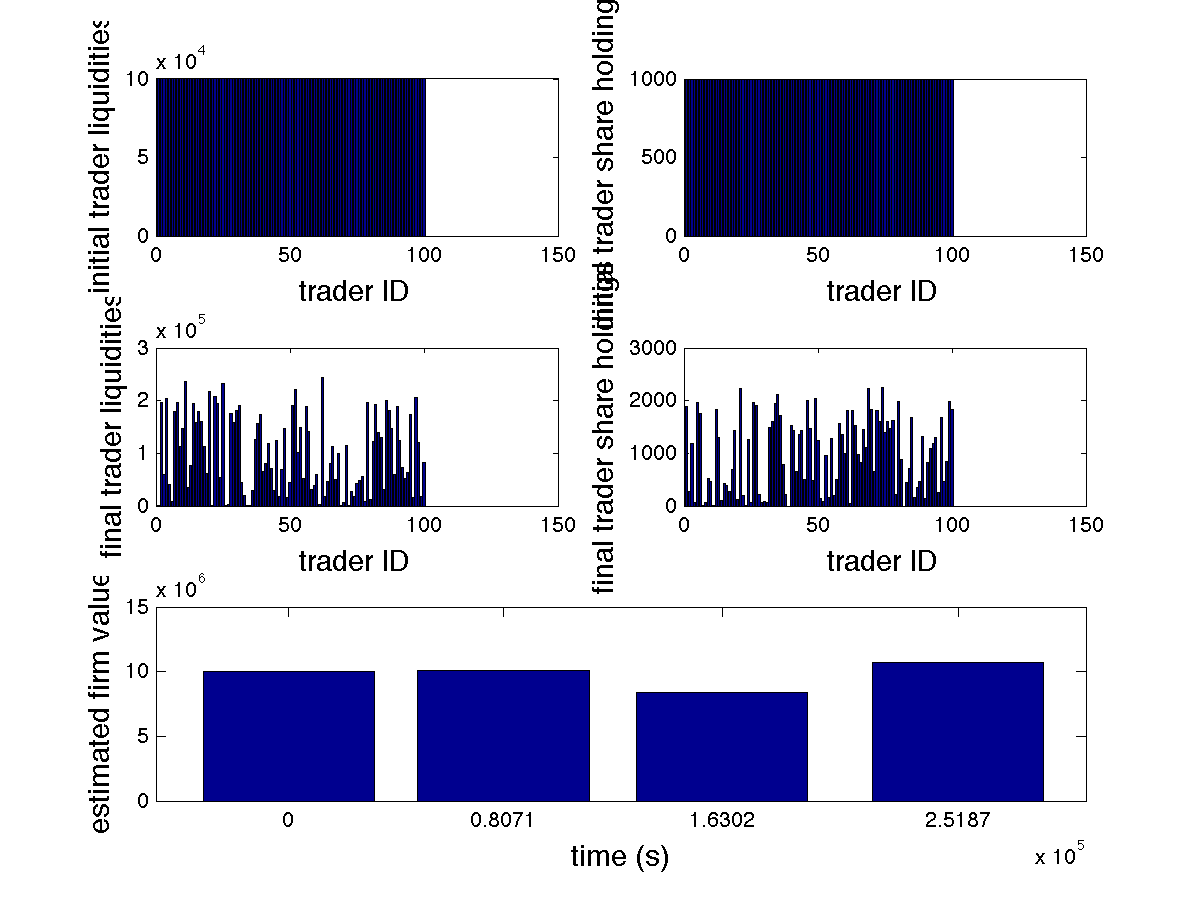 x 10^4
10
5
0
0 50 100 150
initial trader liquidities
trader ID
1000
500
0
0 50 100 150
trader share holding
trader ID
x 10^5
3
2
1
0
0 50 100 150
final trader liquidities
trader ID
3000
2000
1000
0
0 50 100 150
final trader share holdings
trader ID
x 10^6
15
10
5
0
0 0.8071 1.6302 2.5187
x 10^5
estimated firm value
time (s)